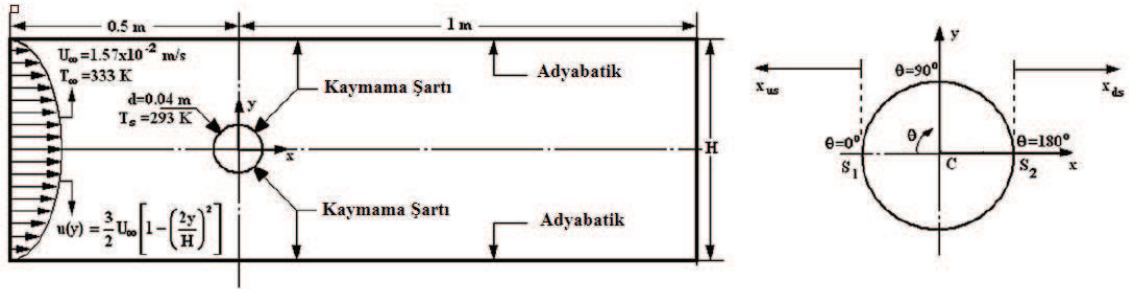 0.5 m
1 m
U∞ =1.57x10⁻² m/s
T∞ =333 K
Kaymama Şartı
Adyabatik
d=0.04 m
Tₛ =293 K
y
x
H
Kaymama Şartı
Adyabatik
u(y) = 3/2 U∞ [1-(2y/H)²]
y
x_us
x_ds
θ=90°
θ=0°
θ
θ=180°
S₁
C
S₂
x